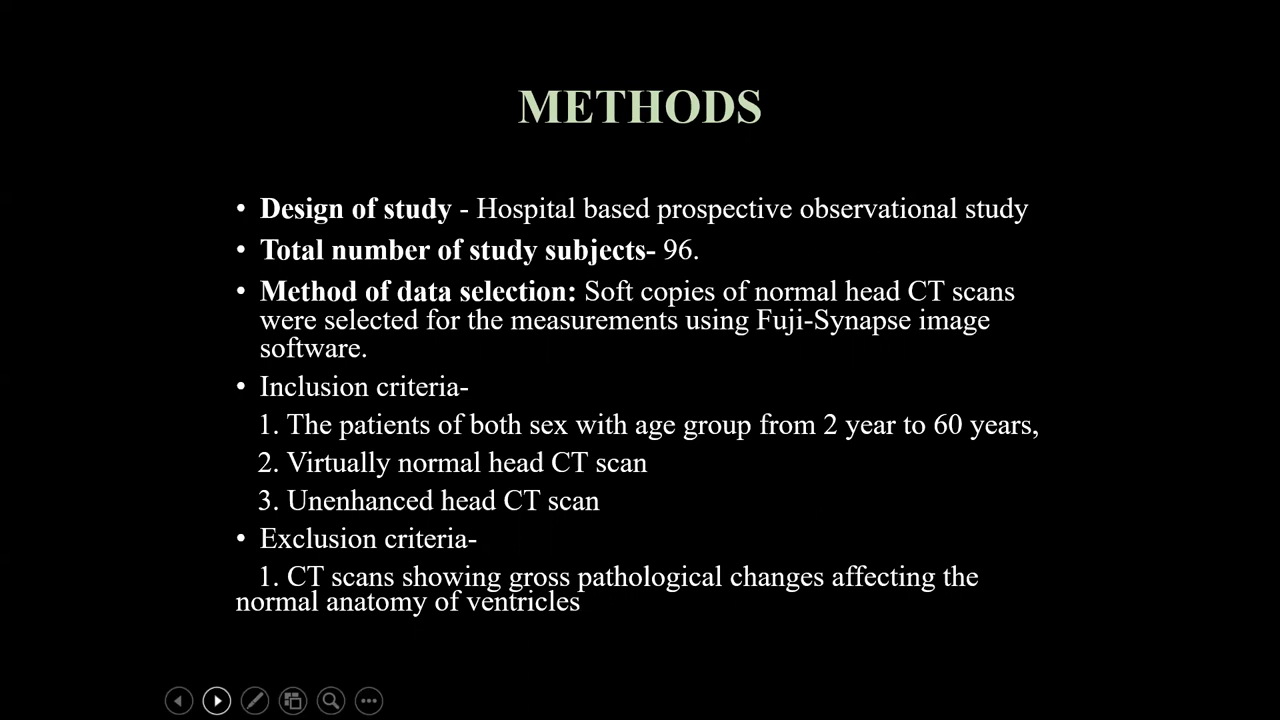 METHODS
• Design of study - Hospital based prospective observational study
• Total number of study subjects- 96.
• Method of data selection: Soft copies of normal head CT scans
were selected for the measurements using Fuji-Synapse image
software.
• Inclusion criteria-
1. The patients of both sex with age group from 2 year to 60 years,
2. Virtually normal head CT scan
3. Unenhanced head CT scan
• Exclusion criteria-
1. CT scans showing gross pathological changes affecting the
normal anatomy of ventricles